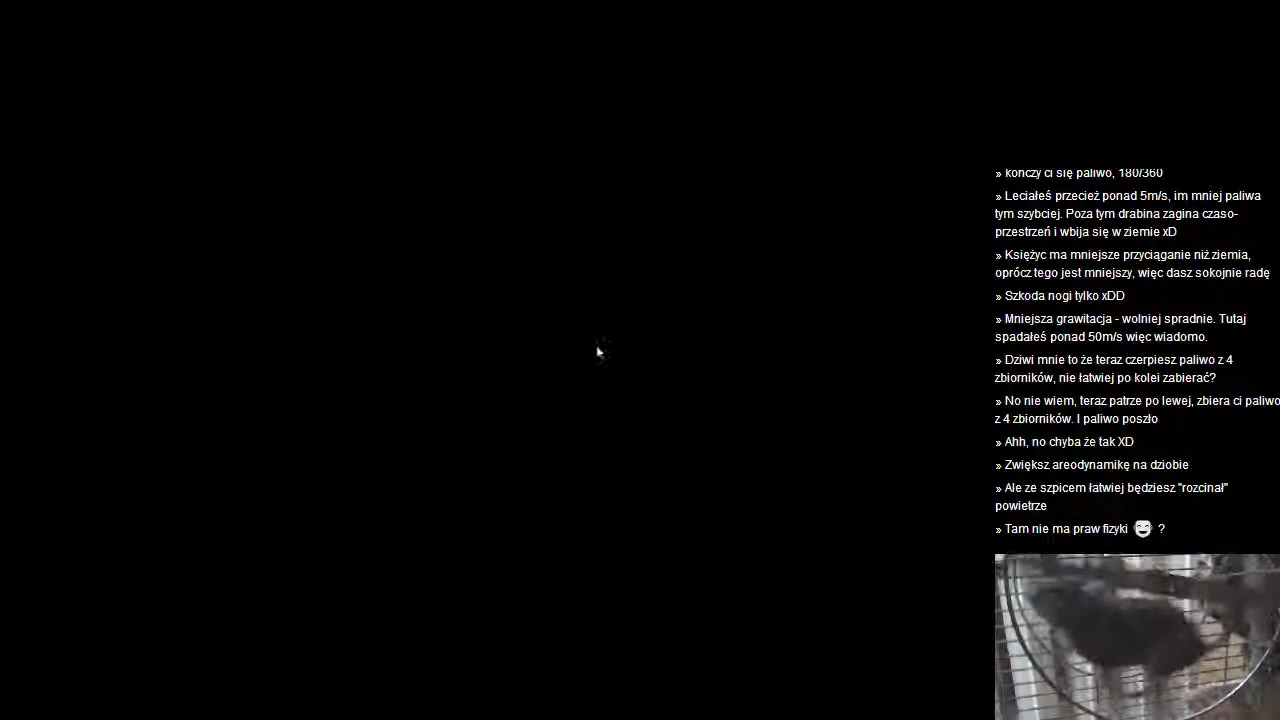 » kończy ci się paliwo, 180/360
» Leciałeś przecież ponad 5m/s, im mniej paliwa
tym szybciej. Poza tym drabina zagina czaso-
przestrzeń i wbija się w ziemie xD
» Księżyc ma mniejsze przyciąganie niż ziemia,
oprócz tego jest mniejszy, więc dasz sokojnie radę
» Szkoda nogi tylko xDD
» Mniejsza grawitacja - wolniej spradnie. Tutaj
spadałeś ponad 50m/s więc wiadomo.
» Dziwi mnie to że teraz czerpiesz paliwo z 4
zbiorników, nie łatwiej po kolei zabierać?
» No nie wiem, teraz patrze po lewej, zbiera ci paliwo
z 4 zbiorników. I paliwo poszło
» Ahh, no chyba że tak XD
» Zwiększ areodynamikę na dziobie
» Ale ze szpicem łatwiej będziesz "rozcinał"
powietrze
» Tam nie ma praw fizyki ?